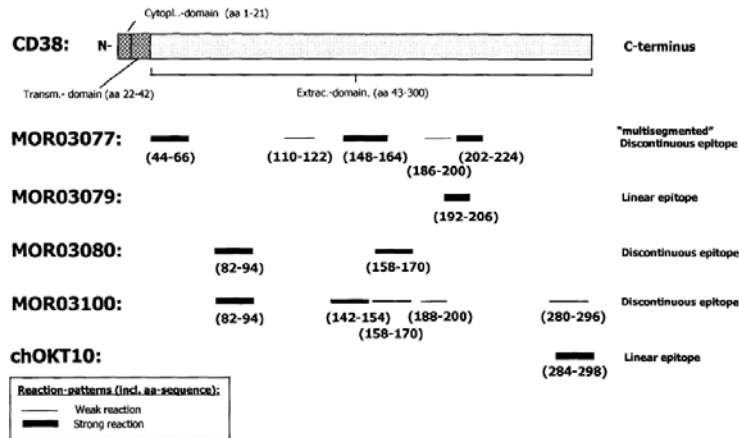 Cytopl..-domain (aa 1-21)
CD38: N- C-terminus
Transm.- domain (aa 22-42) Extrac.-domain. (aa 43-300)
MOR03077: "multisegmented"
Discontinuous epitope
(44-66) (110-122) (148-164) (202-224)
(186-200)
MOR03079: Linear epitope
(192-206)
MOR03080: Discontinuous epitope
(82-94) (158-170)
MOR03100: Discontinuous epitope
(82-94) (142-154) (188-200) (280-296)
(158-170)
chOKT10: Linear epitope
(284-298)
Reaction-patterns (incl. aa-sequence):
Weak reaction
Strong reaction